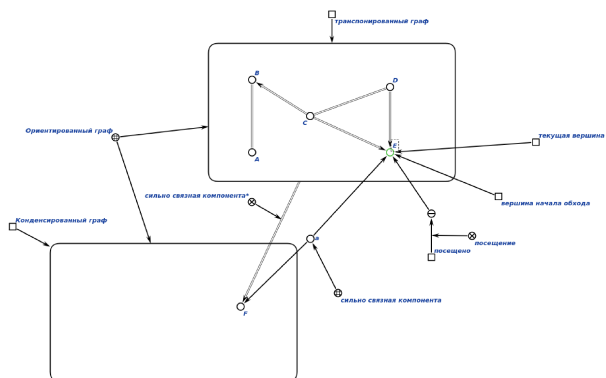 транспонированный граф
B
D
C
Ориентированный граф
текущая вершина
E
A
сильно связная компонента*
вершина начала обхода
Конденсированный граф
a
посещение
посещено
сильно связная компонента
F